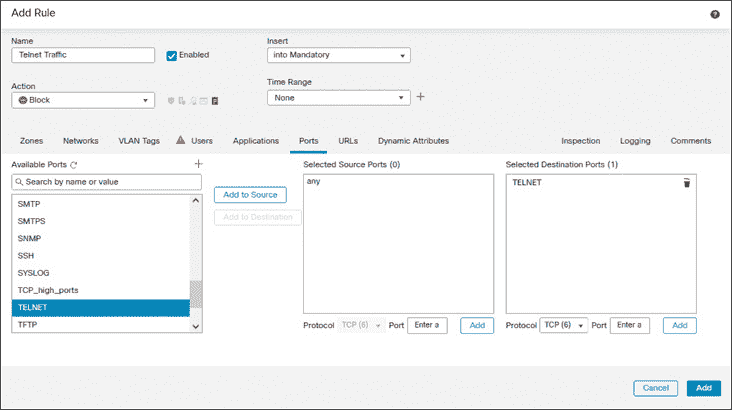 Add Rule
Name
Telnet Traffic
Enabled
Insert
into Mandatory
Action
Block
Time Range
None
Zones Networks VLAN Tags Users Applications Ports URLs Dynamic Attributes Inspection Logging Comments
Available Ports
Search by name or value
SMTP
SMTPS
SNMP
SSH
SYSLOG
TCP_high_ports
TELNET
TFTP
Add to Source
Add to Destination
Selected Source Ports (0)
any
Protocol TCP (6) Port Enter a Add
Selected Destination Ports (1)
TELNET
Protocol TCP (6) Port Enter a Add
Cancel Add